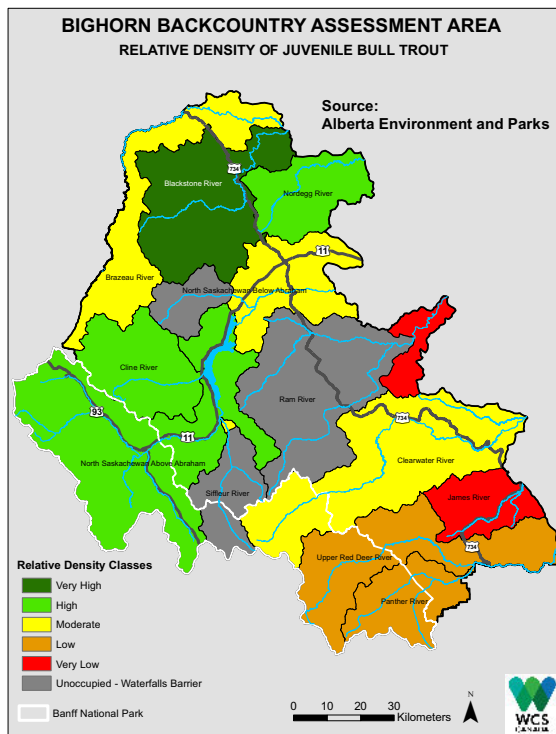 BIGHORN BACKCOUNTRY ASSESSMENT AREA
RELATIVE DENSITY OF JUVENILE BULL TROUT
Source:
Alberta Environment and Parks
734
Blackstone River
Nordegg River
11
Brazeau River
North Saskachewan Below Abraham
Cline River
Ram River
93
734
11
Clearwater River
North Saskachewan Above Abraham
Siffleur River
James River
734
Upper Red Deer River
Panther River
Relative Density Classes
Very High
High
Moderate
Low
Very Low
Unoccupied - Waterfalls Barrier
Banff National Park
0 10 20 30
Kilometers
N
WCS
CANADA